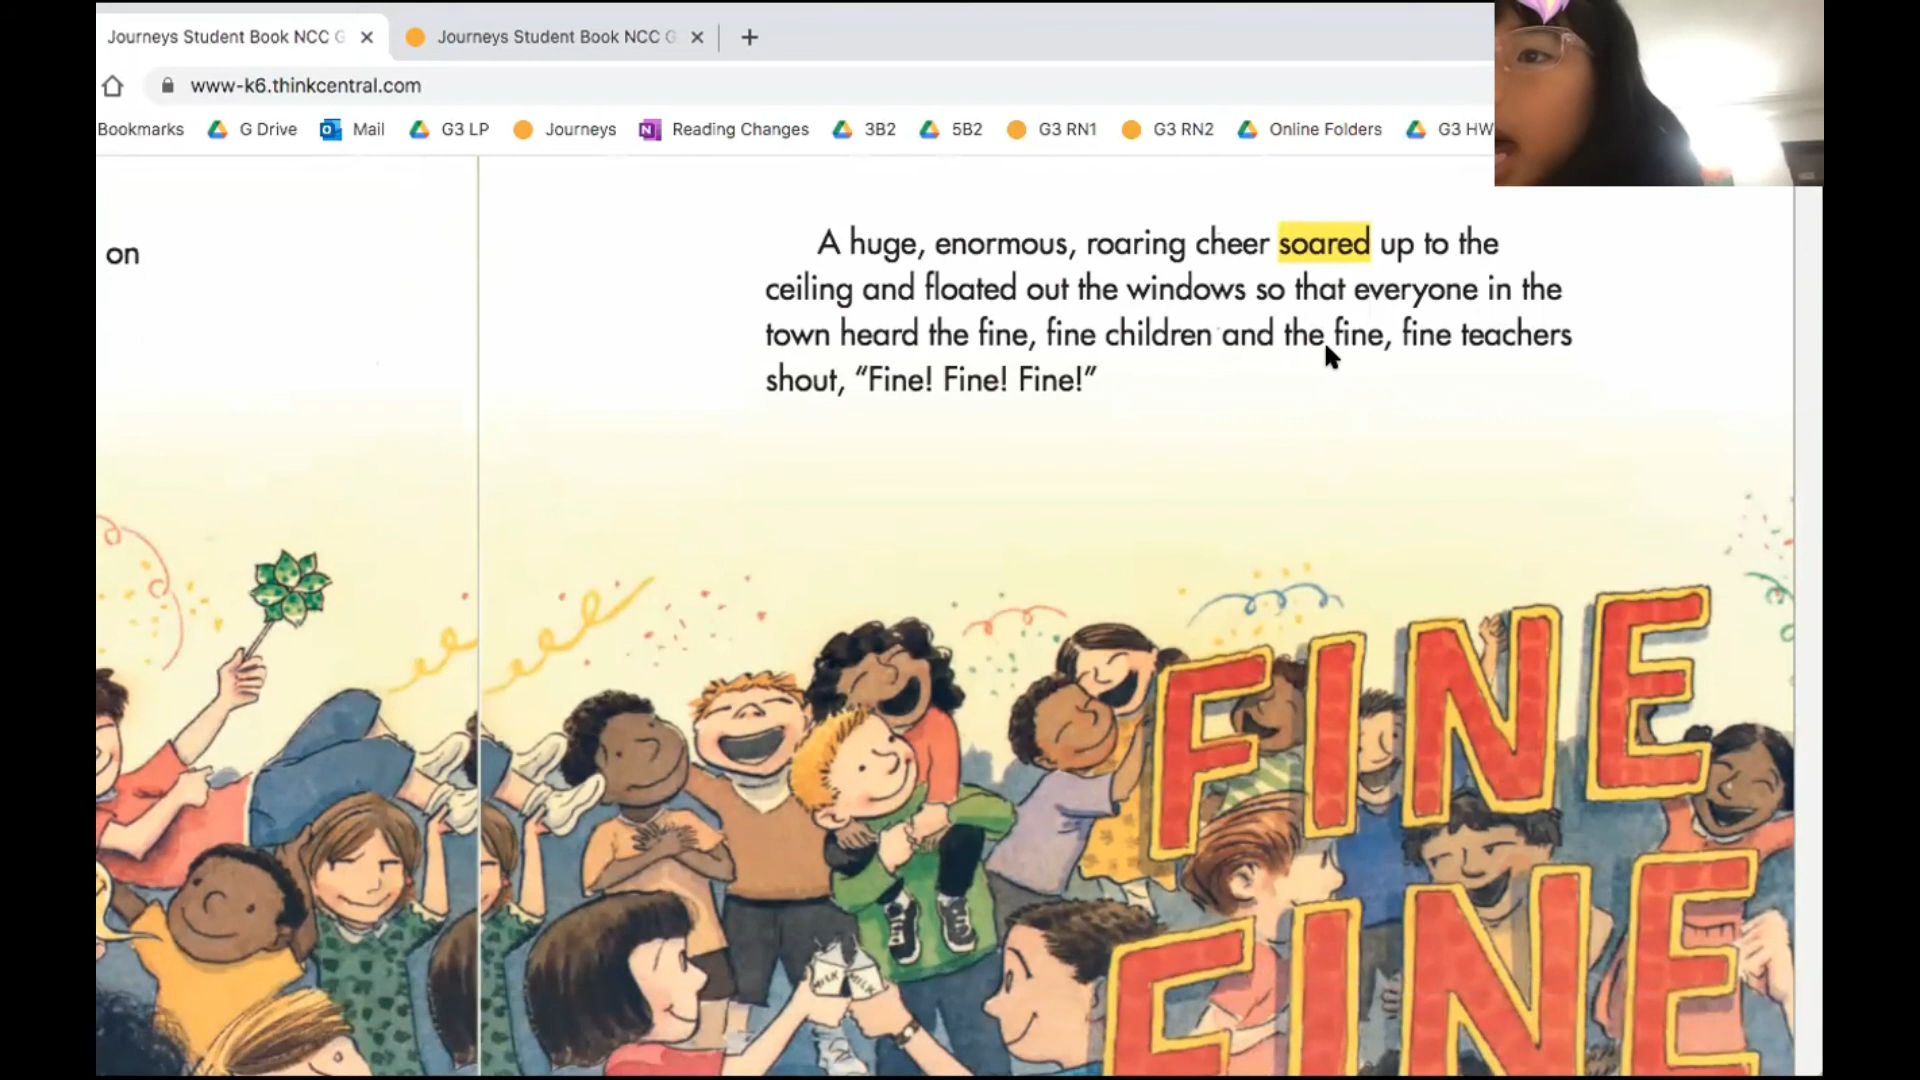 Journeys Student Book NCC G
Journeys Student Book NCC G
www-k6.thinkcentral.com
Bookmarks G Drive Mail G3 LP Journeys Reading Changes 3B2 5B2 G3 RN1 G3 RN2 Online Folders G3 HW
on
A huge, enormous, roaring cheer soared up to the
ceiling and floated out the windows so that everyone in the
town heard the fine, fine children and the fine, fine teachers
shout, “Fine! Fine! Fine!”
FINE
FINE
MILK MILK